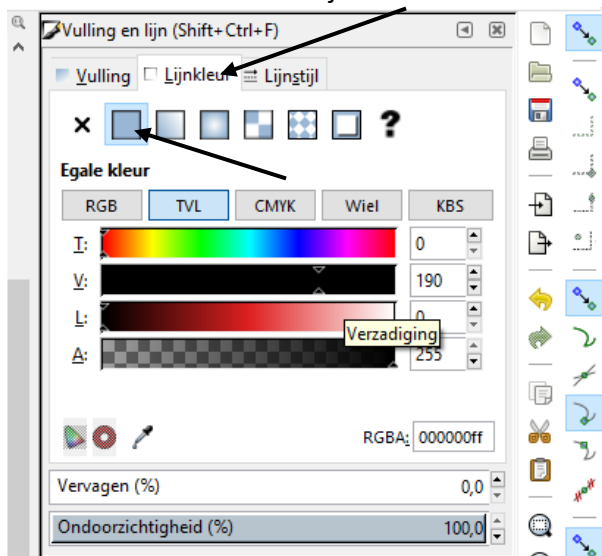 Vulling en lijn (Shift+Ctrl+F)
Vulling Lijnkleur Lijnstijl
?
Egale kleur
RGB TVL CMYK Wiel KBS
T: 0
V: 190
L: 0
Verzadiging
A: 255
RGBA: 000000ff
Vervagen (%) 0,0
Ondoorzichtigheid (%) 100,0